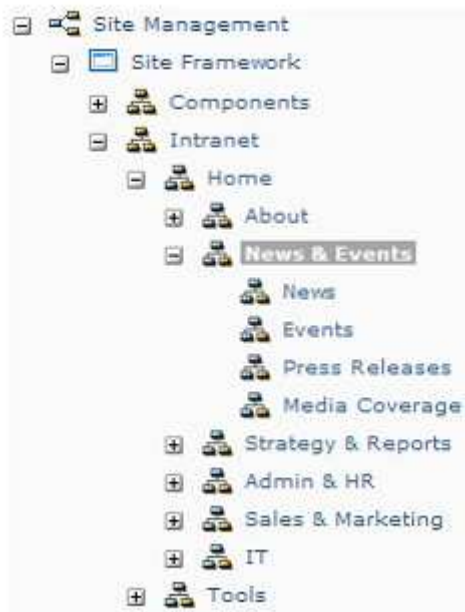 Site Management
Site Framework
Components
Intranet
Home
About
News & Events
News
Events
Press Releases
Media Coverage
Strategy & Reports
Admin & HR
Sales & Marketing
IT
Tools